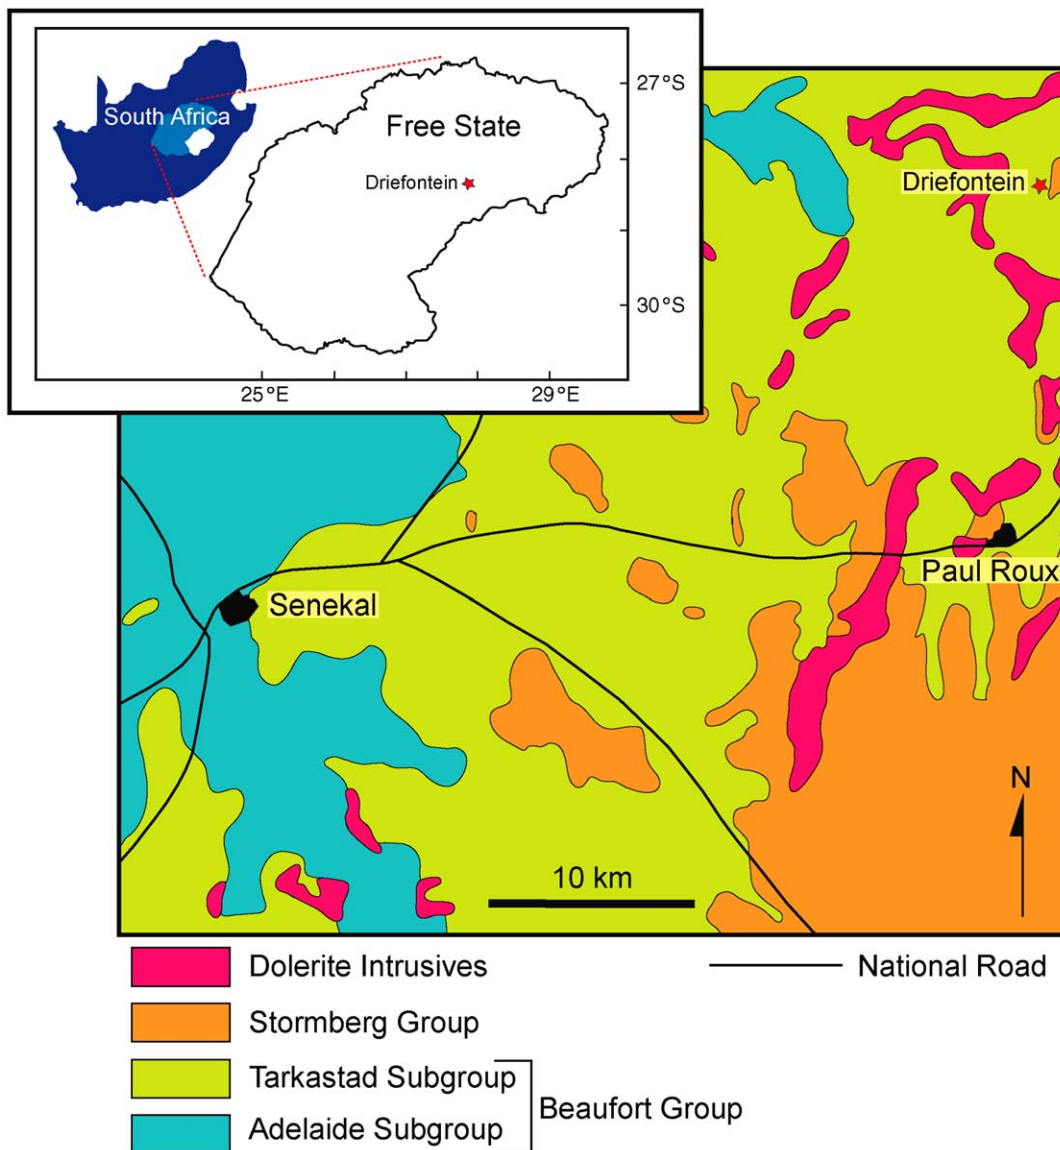 South Africa
Free State
Driefontein
27°S
30°S
25°E
29°E
Driefontein
Paul Roux
Senekal
N
10 km
Dolerite Intrusives
National Road
Stormberg Group
Tarkastad Subgroup
Beaufort Group
Adelaide Subgroup